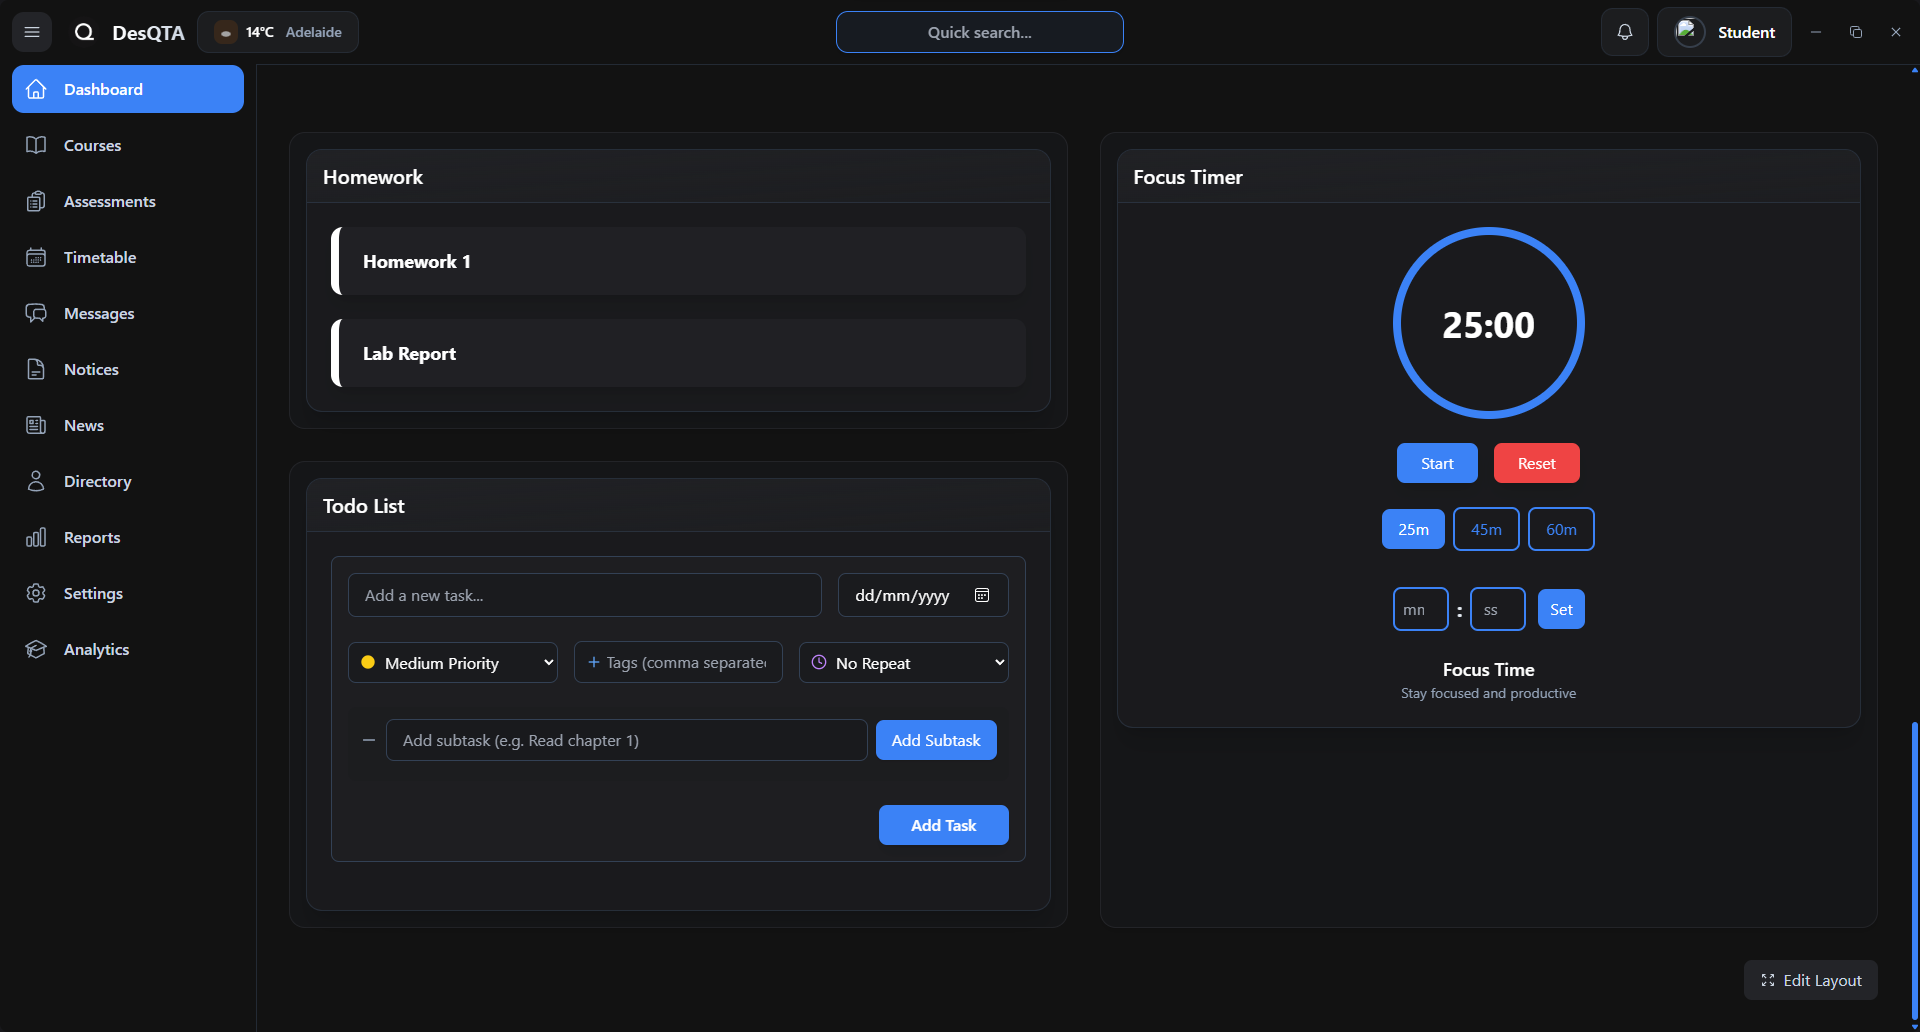 DesQTA
14°C Adelaide
Quick search...
Student
Dashboard
Courses
Assessments
Timetable
Messages
Notices
News
Directory
Reports
Settings
Analytics
Homework
Homework 1
Lab Report
Todo List
Add a new task...
dd/mm/yyyy
Medium Priority
+ Tags (comma separated
No Repeat
Add subtask (e.g. Read chapter 1)
Add Subtask
Add Task
Focus Timer
25:00
Start
Reset
25m
45m
60m
mm : ss
Set
Focus Time
Stay focused and productive
Edit Layout